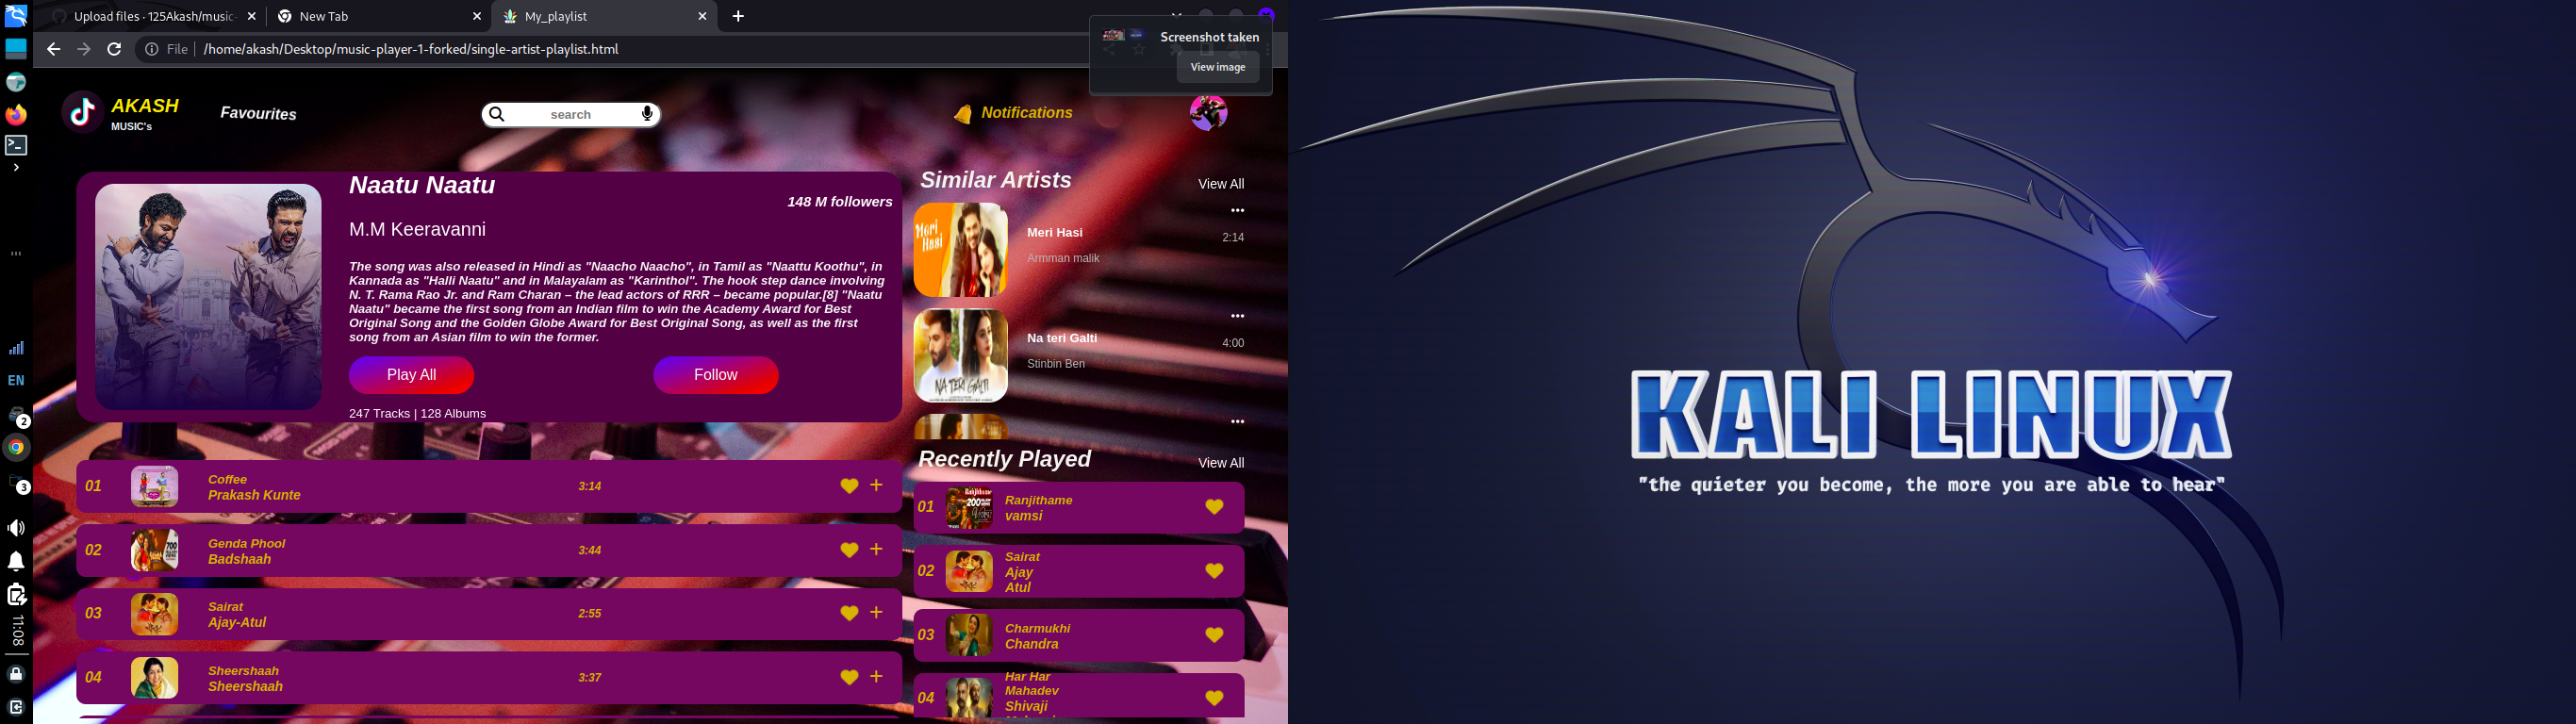 Upload files · 125Akash/music-
New Tab
My_playlist
File
/home/akash/Desktop/music-player-1-forked/single-artist-playlist.html
Screenshot taken
View image
AKASH
MUSIC's
Favourites
search
Notifications
Naatu Naatu
148 M followers
M.M Keeravanni
The song was also released in Hindi as "Naacho Naacho", in Tamil as "Naattu Koothu", in
Kannada as "Halli Naatu" and in Malayalam as "Karinthol". The hook step dance involving
N. T. Rama Rao Jr. and Ram Charan – the lead actors of RRR – became popular.[8] "Naatu
Naatu" became the first song from an Indian film to win the Academy Award for Best
Original Song and the Golden Globe Award for Best Original Song, as well as the first
song from an Asian film to win the former.
Play All
Follow
247 Tracks | 128 Albums
01
Coffee
Prakash Kunte
3:14
02
Genda Phool
Badshaah
3:44
03
Sairat
Ajay-Atul
2:55
04
Sheershaah
Sheershaah
3:37
Similar Artists
View All
Meri Hasi
Meri Hasi
2:14
Armman malik
NA TERI GALTI
Na teri Galti
4:00
Stinbin Ben
Recently Played
View All
01
Ranjithame
vamsi
02
Sairat
Ajay
Atul
03
Charmukhi
Chandra
04
Har Har
Mahadev
Shivaji
EN
2
3
11:08
KALI LINUX
"the quieter you become, the more you are able to hear"